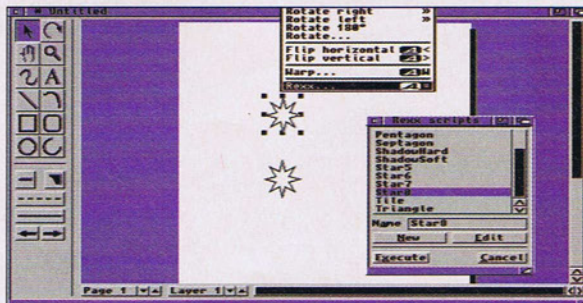 Untitled
Rotate right »
Rotate left »
Rotate 180°
Rotate...
Flip horizontal <
Flip vertical >
Warp... W
Rexx...
A
Rexx scripts
Pentagon
Septagon
ShadowHard
ShadowSoft
Star5
Star6
Star7
Star8
Tile
Triangle
Name Star8
New Edit
Execute Cancel
Page 1 Layer 1